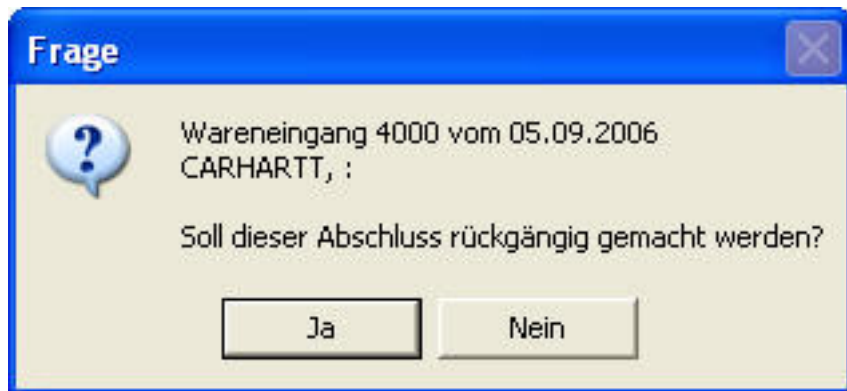 Frage
Wareneingang 4000 vom 05.09.2006
CARHARTT, :
Soll dieser Abschluss rückgängig gemacht werden?
Ja
Nein